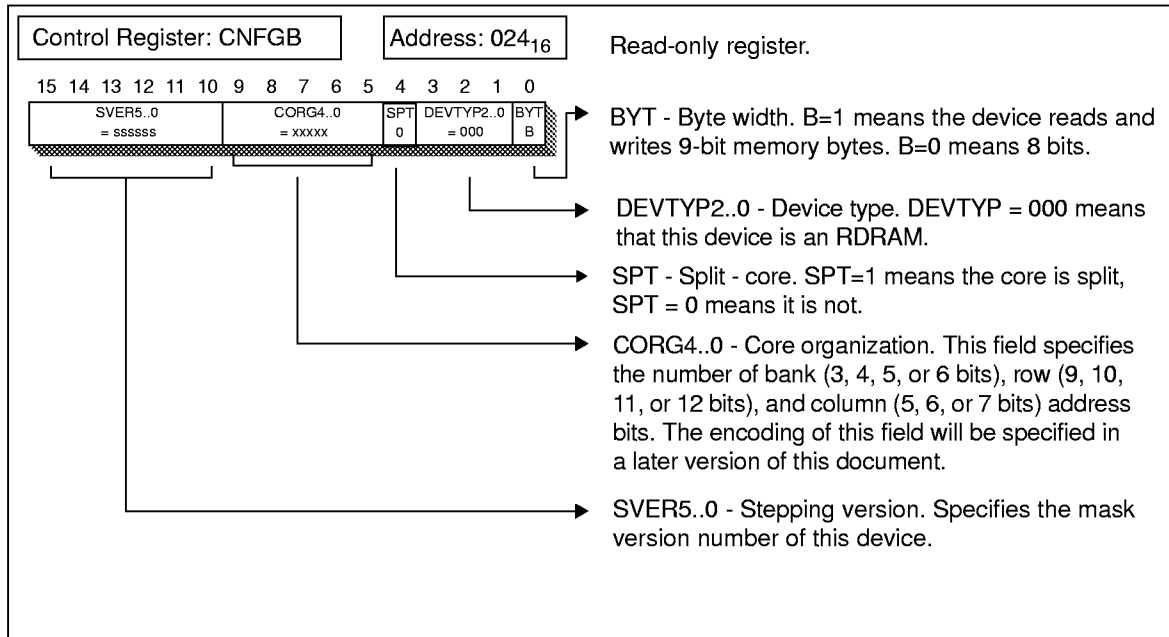 Control Register: CNFGB
Address: 024₁₆
Read-only register.
15 14 13 12 11 10 9 8 7 6 5 4 3 2 1 0
SVER5..0 CORG4..0 SPT DEVTYP2..0 BYT
= ssssss = xxxxx 0 = 000 B
BYT - Byte width. B=1 means the device reads and
writes 9-bit memory bytes. B=0 means 8 bits.
DEVTYP2..0 - Device type. DEVTYP = 000 means
that this device is an RDRAM.
SPT - Split - core. SPT=1 means the core is split,
SPT = 0 means it is not.
CORG4..0 - Core organization. This field specifies
the number of bank (3, 4, 5, or 6 bits), row (9, 10,
11, or 12 bits), and column (5, 6, or 7 bits) address
bits. The encoding of this field will be specified in
a later version of this document.
SVER5..0 - Stepping version. Specifies the mask
version number of this device.